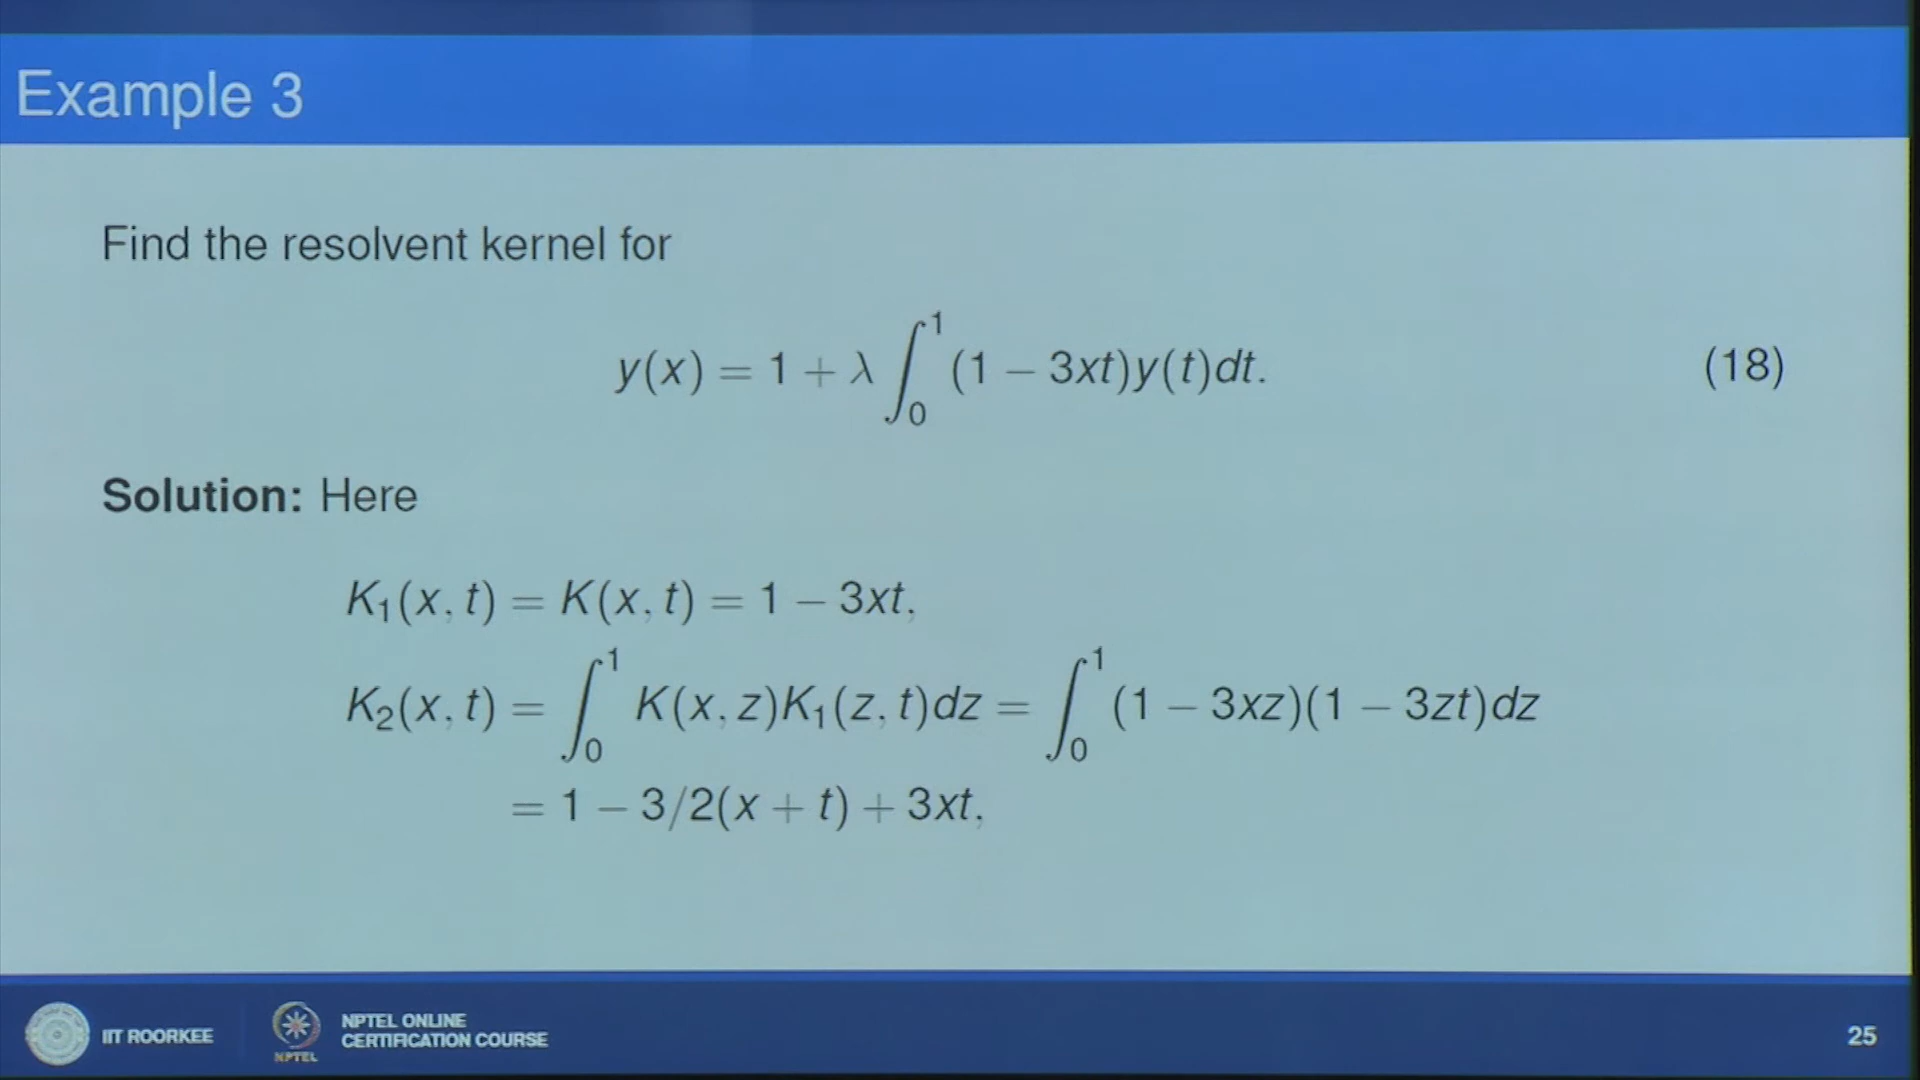 Example 3
Find the resolvent kernel for
y(x) = 1 + λ ∫₀¹ (1 − 3xt)y(t)dt. (18)
Solution: Here
K₁(x, t) = K(x, t) = 1 − 3xt,
K₂(x, t) = ∫₀¹ K(x, z)K₁(z, t)dz = ∫₀¹ (1 − 3xz)(1 − 3zt)dz
= 1 − 3/2(x + t) + 3xt,
IIT ROORKEE
NPTEL
NPTEL ONLINE
CERTIFICATION COURSE
25